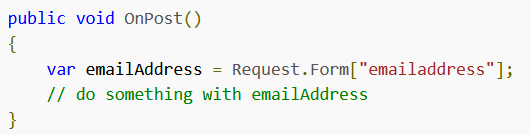 public void OnPost()
{
    var emailAddress = Request.Form["emailaddress"];
    // do something with emailAddress
}